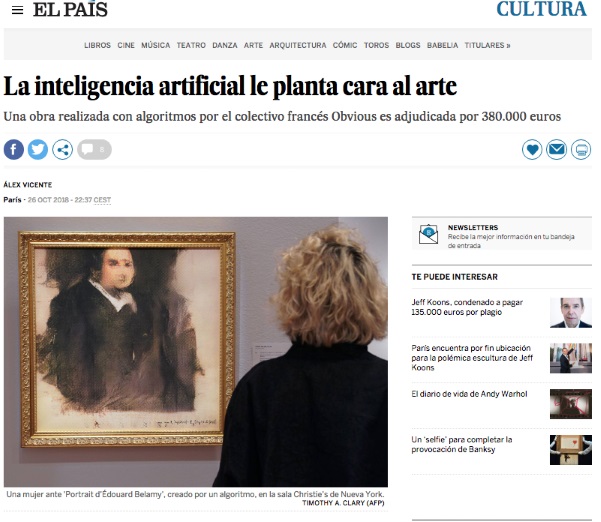 EL PAÍS
CULTURA
LIBROS CINE MÚSICA TEATRO DANZA ARTE ARQUITECTURA CÓMIC TOROS BLOGS BABELIA TITULARES »
La inteligencia artificial le planta cara al arte
Una obra realizada con algoritmos por el colectivo francés Obvious es adjudicada por 380.000 euros
ÁLEX VICENTE
París - 26 OCT 2018 - 22:37 CEST
Una mujer ante 'Portrait d'Édouard Belamy', creado por un algoritmo, en la sala Christie's de Nueva York.
TIMOTHY A. CLARY (AFP)
NEWSLETTERS
Recibe la mejor información en tu bandeja
de entrada
TE PUEDE INTERESAR
Jeff Koons, condenado a pagar
135.000 euros por plagio
París encuentra por fin ubicación
para la polémica escultura de Jeff
Koons
El diario de vida de Andy Warhol
Un 'selfie' para completar la
provocación de Banksy